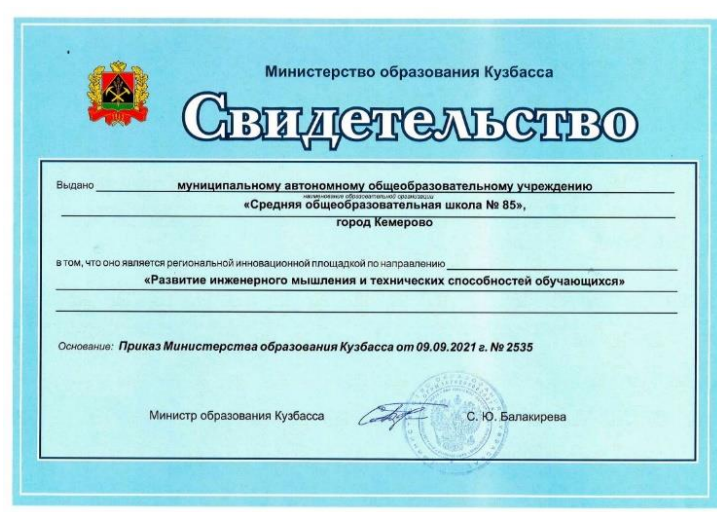 Министерство образования Кузбасса
Свидетельство
Выдано муниципальному автономному общеобразовательному учреждению
наименование образовательной организации
«Средняя общеобразовательная школа № 85»,
город Кемерово
в том, что оно является региональной инновационной площадкой по направлению
«Развитие инженерного мышления и технических способностей обучающихся»
Основание: Приказ Министерства образования Кузбасса от 09.09.2021 г. № 2535
Министр образования Кузбасса С. Ю. Балакирева